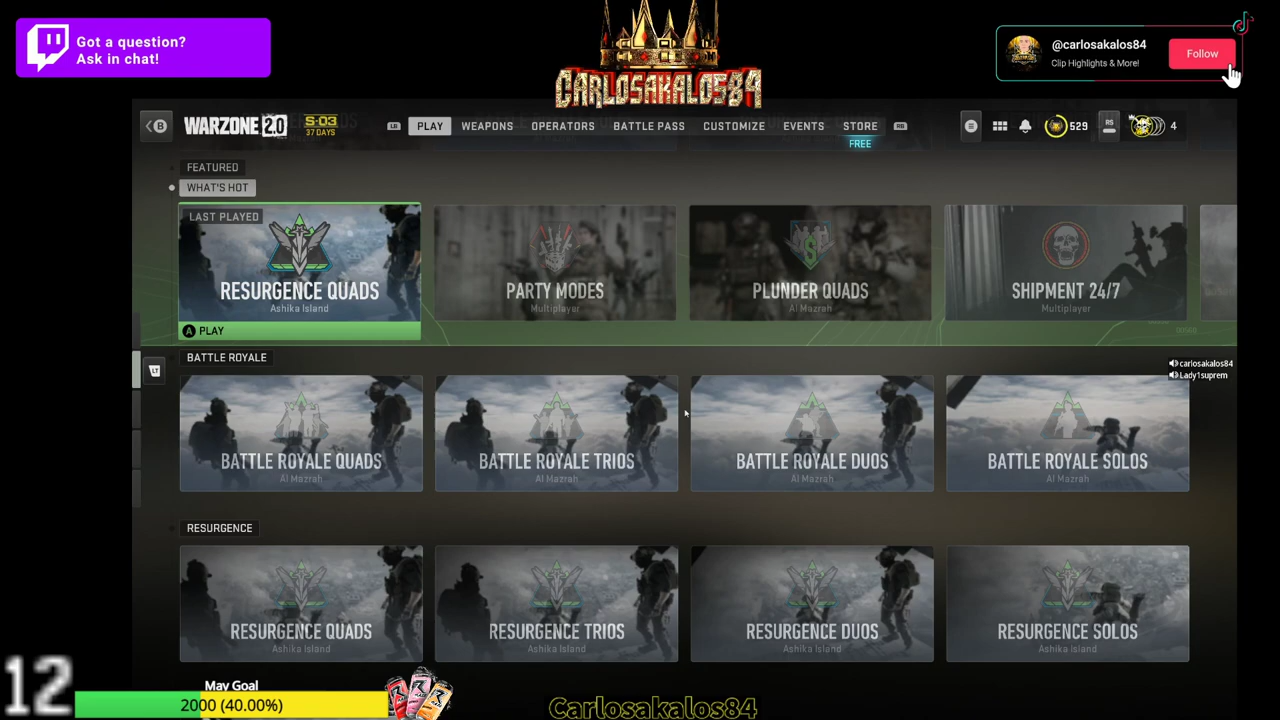 Got a question?
Ask in chat!
CARLOSAKALOS84
@carlosakalos84
Clip Highlights & More!
Follow
B
WARZONE 2.0
S-03
37 DAYS
LB
PLAY
WEAPONS
OPERATORS
BATTLE PASS
CUSTOMIZE
EVENTS
STORE
FREE
RB
529
RS
4
FEATURED
WHAT'S HOT
LAST PLAYED
RESURGENCE QUADS
Ashika Island
A PLAY
PARTY MODES
Multiplayer
PLUNDER QUADS
Al Mazrah
SHIPMENT 24/7
Multiplayer
LT
BATTLE ROYALE
carlosakalos84
Lady1suprem
BATTLE ROYALE QUADS
Al Mazrah
BATTLE ROYALE TRIOS
Al Mazrah
BATTLE ROYALE DUOS
Al Mazrah
BATTLE ROYALE SOLOS
Al Mazrah
RESURGENCE
RESURGENCE QUADS
Ashika Island
RESURGENCE TRIOS
Ashika Island
RESURGENCE DUOS
Ashika Island
RESURGENCE SOLOS
Ashika Island
12
May Goal
2000 (40.00%)
Carlosakalos84